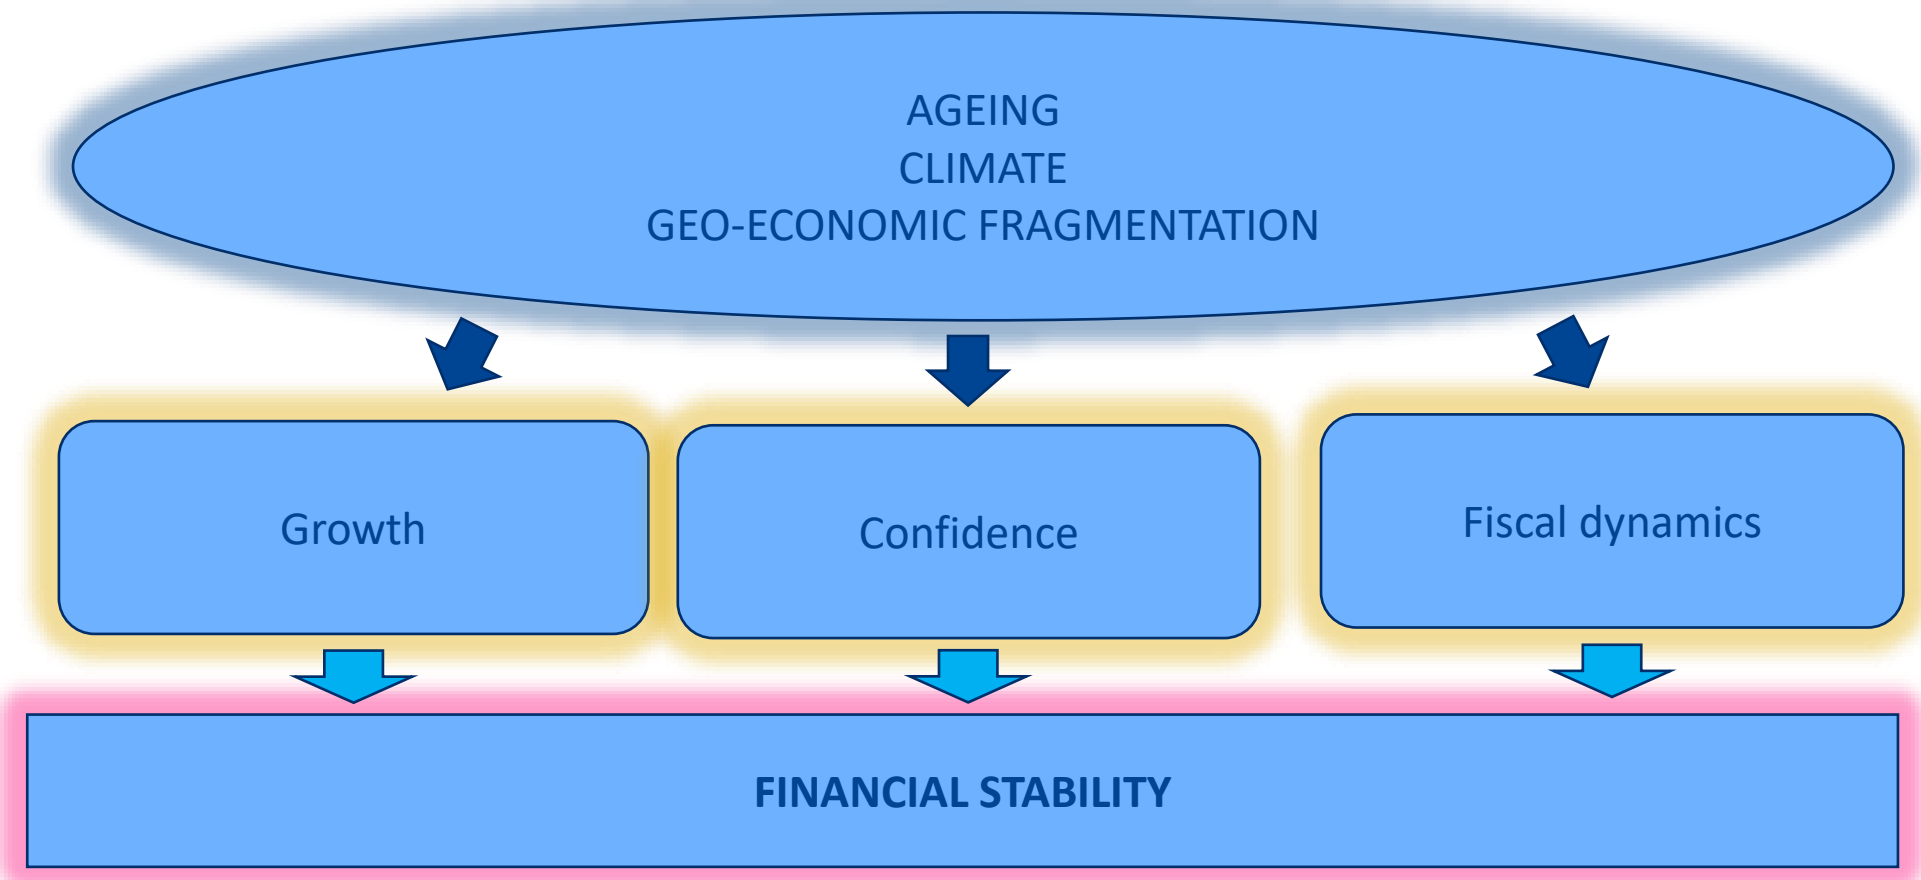 AGEING
CLIMATE
GEO-ECONOMIC FRAGMENTATION
Growth
Confidence
Fiscal dynamics
FINANCIAL STABILITY